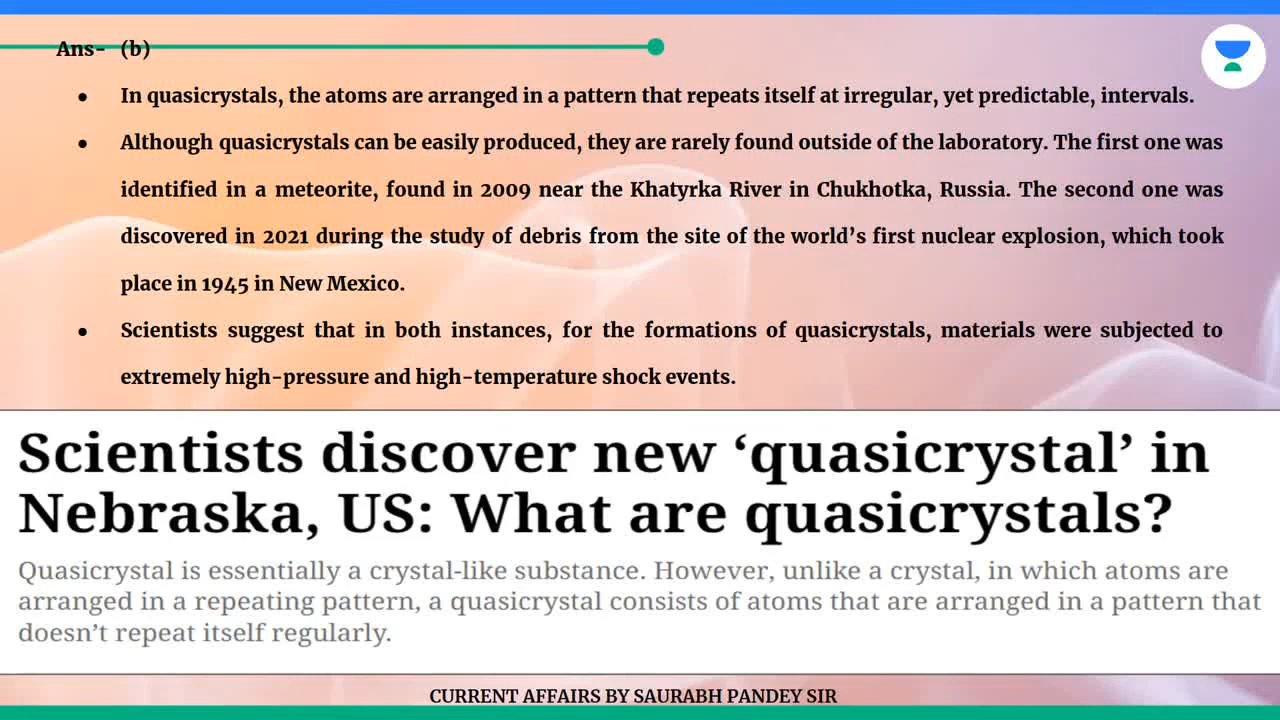 Ans- (b)
● In quasicrystals, the atoms are arranged in a pattern that repeats itself at irregular, yet predictable, intervals.
● Although quasicrystals can be easily produced, they are rarely found outside of the laboratory. The first one was
identified in a meteorite, found in 2009 near the Khatyrka River in Chukhotka, Russia. The second one was
discovered in 2021 during the study of debris from the site of the world’s first nuclear explosion, which took
place in 1945 in New Mexico.
● Scientists suggest that in both instances, for the formations of quasicrystals, materials were subjected to
extremely high-pressure and high-temperature shock events.
Scientists discover new ‘quasicrystal’ in
Nebraska, US: What are quasicrystals?
Quasicrystal is essentially a crystal-like substance. However, unlike a crystal, in which atoms are
arranged in a repeating pattern, a quasicrystal consists of atoms that are arranged in a pattern that
doesn’t repeat itself regularly.
CURRENT AFFAIRS BY SAURABH PANDEY SIR